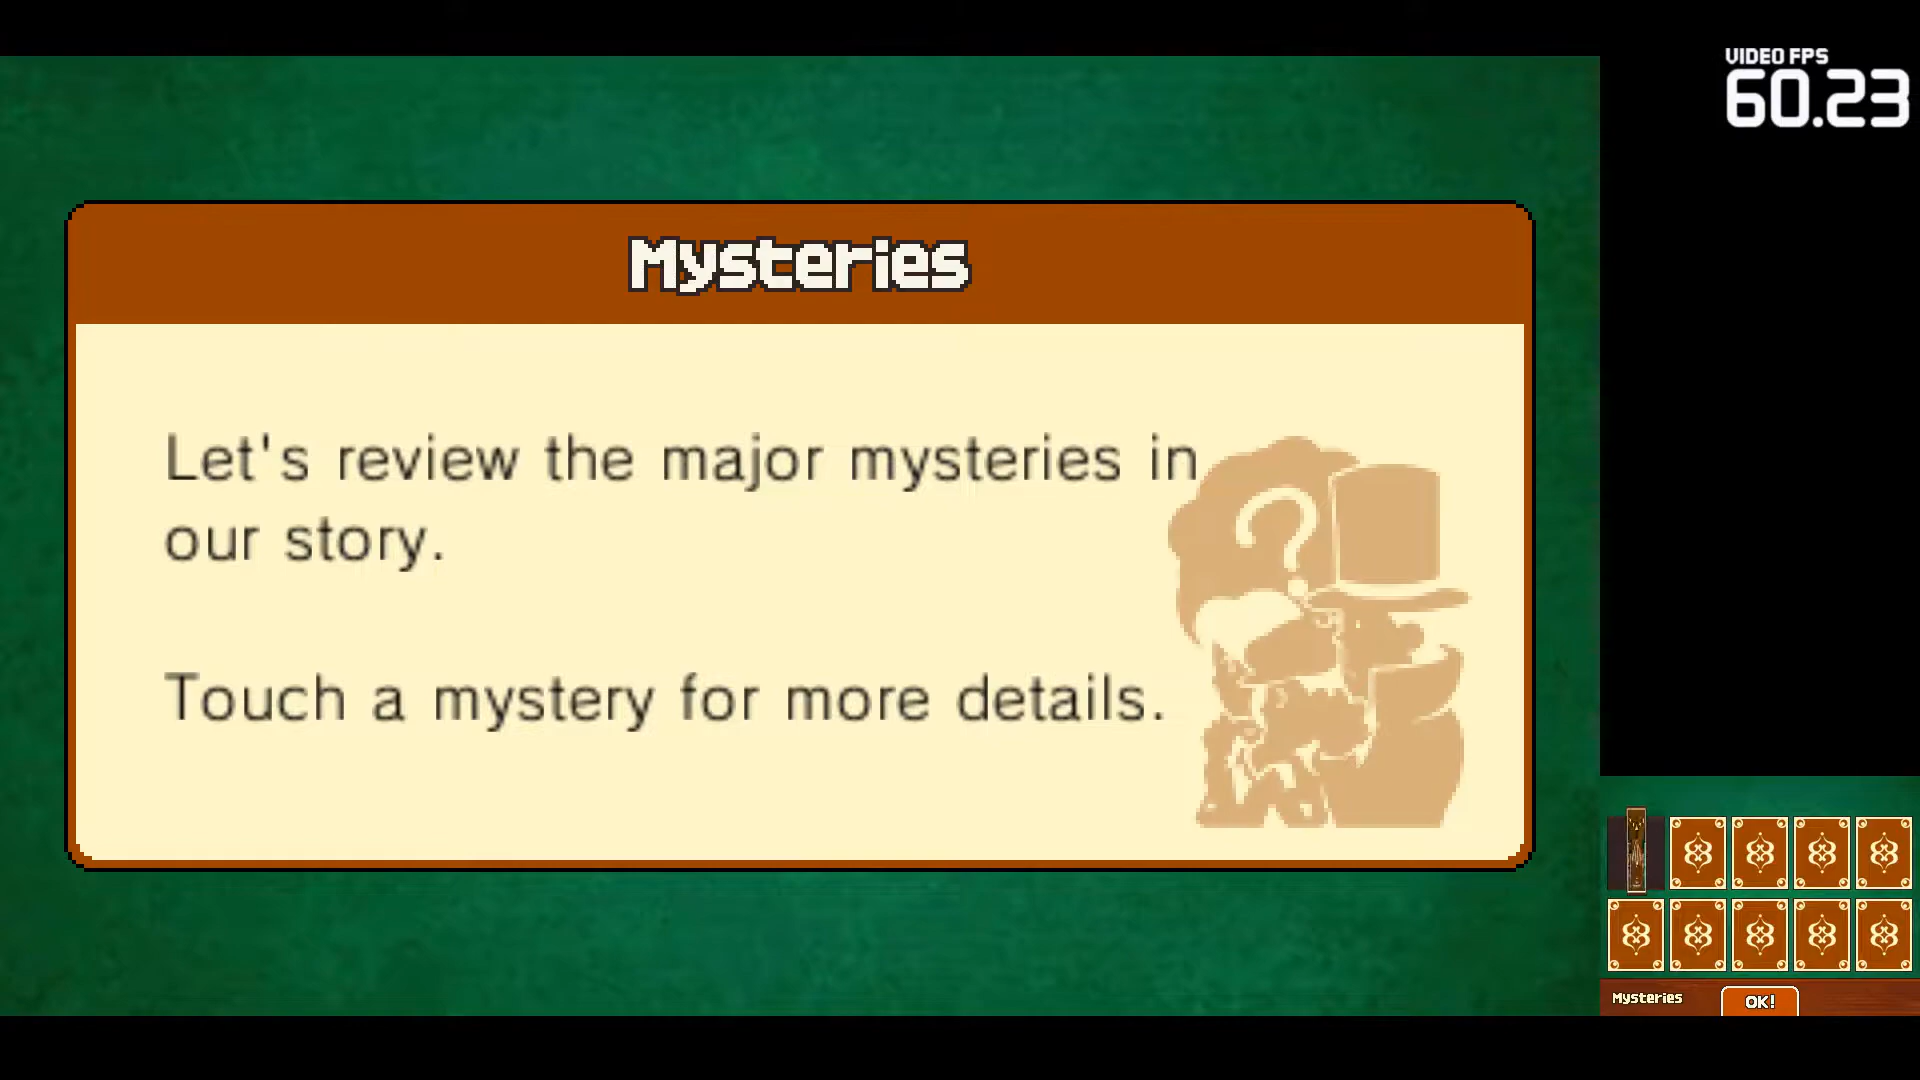 VIDEO FPS
60.23
Mysteries
Let's review the major mysteries in
our story.
Touch a mystery for more details.
?
Mysteries
OK!